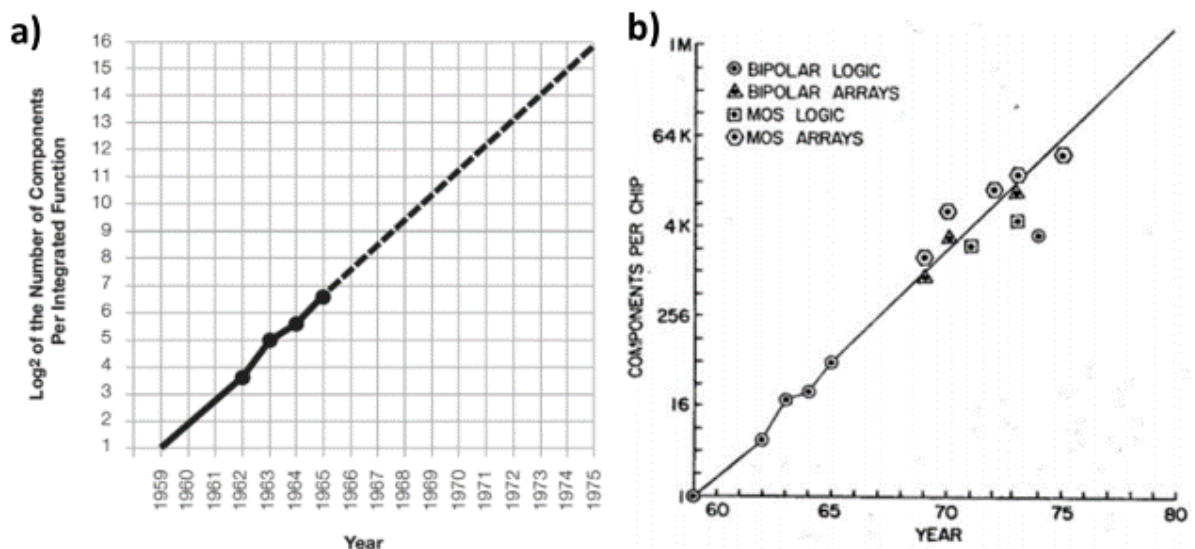 a)
16
15
14
13
12
11
10
9
8
7
6
5
4
3
2
1
Log2 of the Number of Components
Per Integrated Function
1959
1960
1961
1962
1963
1964
1965
1966
1967
1968
1969
1970
1971
1972
1973
1974
1975
Year
b)
1M
64K
4K
256
16
1
COMPONENTS PER CHIP
BIPOLAR LOGIC
BIPOLAR ARRAYS
MOS LOGIC
MOS ARRAYS
60 65 70 75 80
YEAR